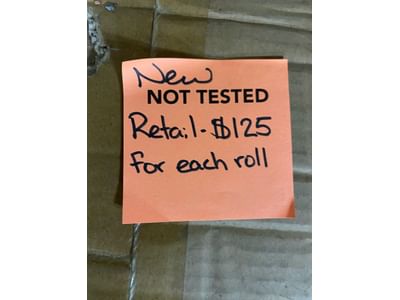 New
NOT TESTED
Retail - $125
for each roll